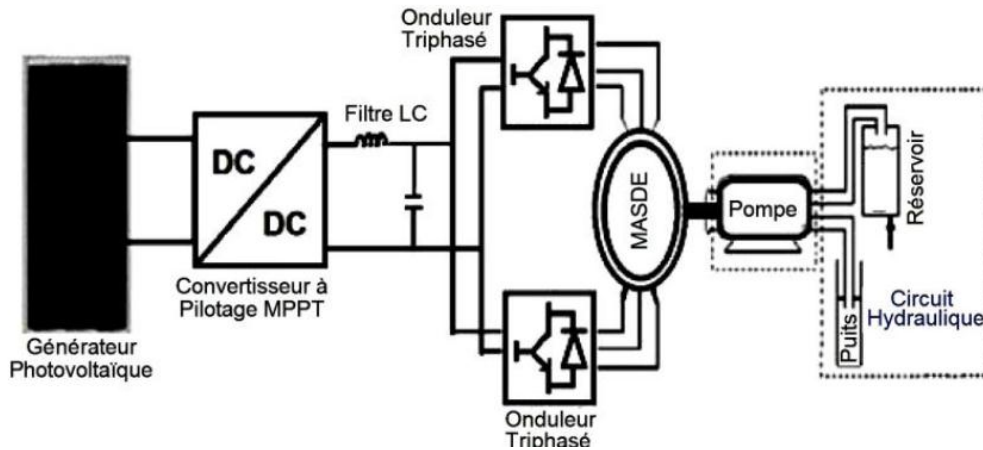 Onduleur
Triphasé
Filtre LC
DC
DC
Convertisseur à
Pilotage MPPT
Générateur
Photovoltaïque
MASDE
Pompe
Réservoir
Puits
Circuit
Hydraulique
Onduleur
Triphasé